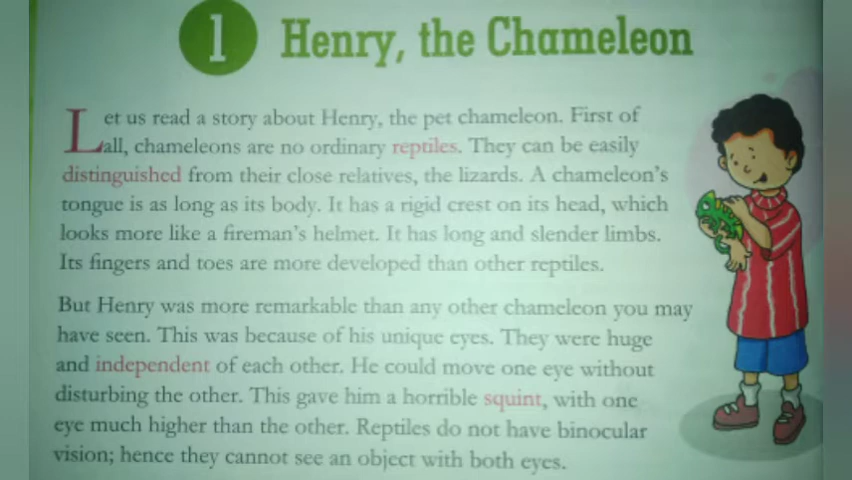 1 Henry, the Chameleon
Let us read a story about Henry, the pet chameleon. First of
all, chameleons are no ordinary reptiles. They can be easily
distinguished from their close relatives, the lizards. A chameleon's
tongue is as long as its body. It has a rigid crest on its head, which
looks more like a fireman's helmet. It has long and slender limbs.
Its fingers and toes are more developed than other reptiles.
But Henry was more remarkable than any other chameleon you may
have seen. This was because of his unique eyes. They were huge
and independent of each other. He could move one eye without
disturbing the other. This gave him a horrible squint, with one
eye much higher than the other. Reptiles do not have binocular
vision; hence they cannot see an object with both eyes.